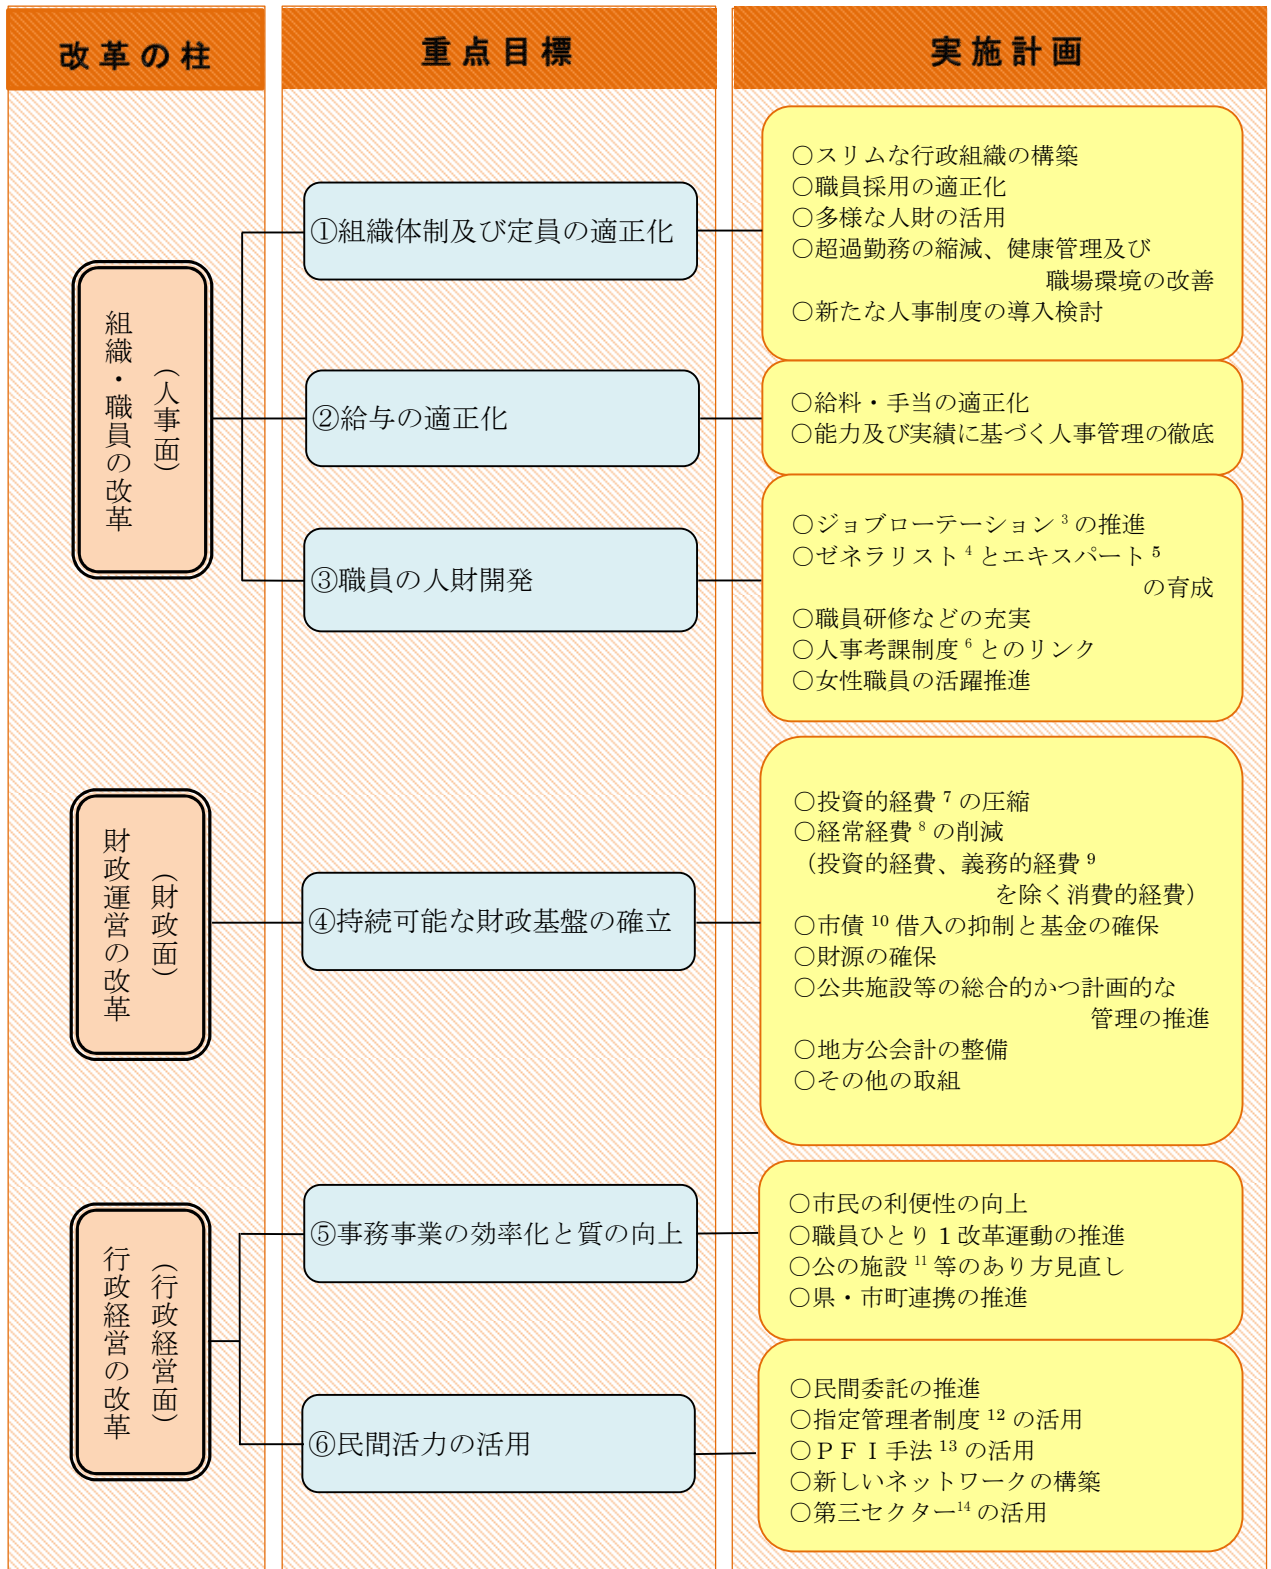 改革の柱
重点目標
実施計画
組織・職員の改革
（人事面）
①組織体制及び定員の適正化
○スリムな行政組織の構築
○職員採用の適正化
○多様な人財の活用
○超過勤務の縮減、健康管理及び
職場環境の改善
○新たな人事制度の導入検討
②給与の適正化
○給料・手当の適正化
○能力及び実績に基づく人事管理の徹底
③職員の人財開発
○ジョブローテーション3の推進
○ゼネラリスト4とエキスパート5
の育成
○職員研修などの充実
○人事考課制度6とのリンク
○女性職員の活躍推進
財政運営の改革
（財政面）
④持続可能な財政基盤の確立
○投資的経費7の圧縮
○経常経費8の削減
（投資的経費、義務的経費9
を除く消費的経費）
○市債10借入の抑制と基金の確保
○財源の確保
○公共施設等の総合的かつ計画的な
管理の推進
○地方公会計の整備
○その他の取組
行政経営の改革
（行政経営面）
⑤事務事業の効率化と質の向上
○市民の利便性の向上
○職員ひとり１改革運動の推進
○公の施設11等のあり方見直し
○県・市町連携の推進
⑥民間活力の活用
○民間委託の推進
○指定管理者制度12の活用
○ＰＦＩ手法13の活用
○新しいネットワークの構築
○第三セクター14の活用